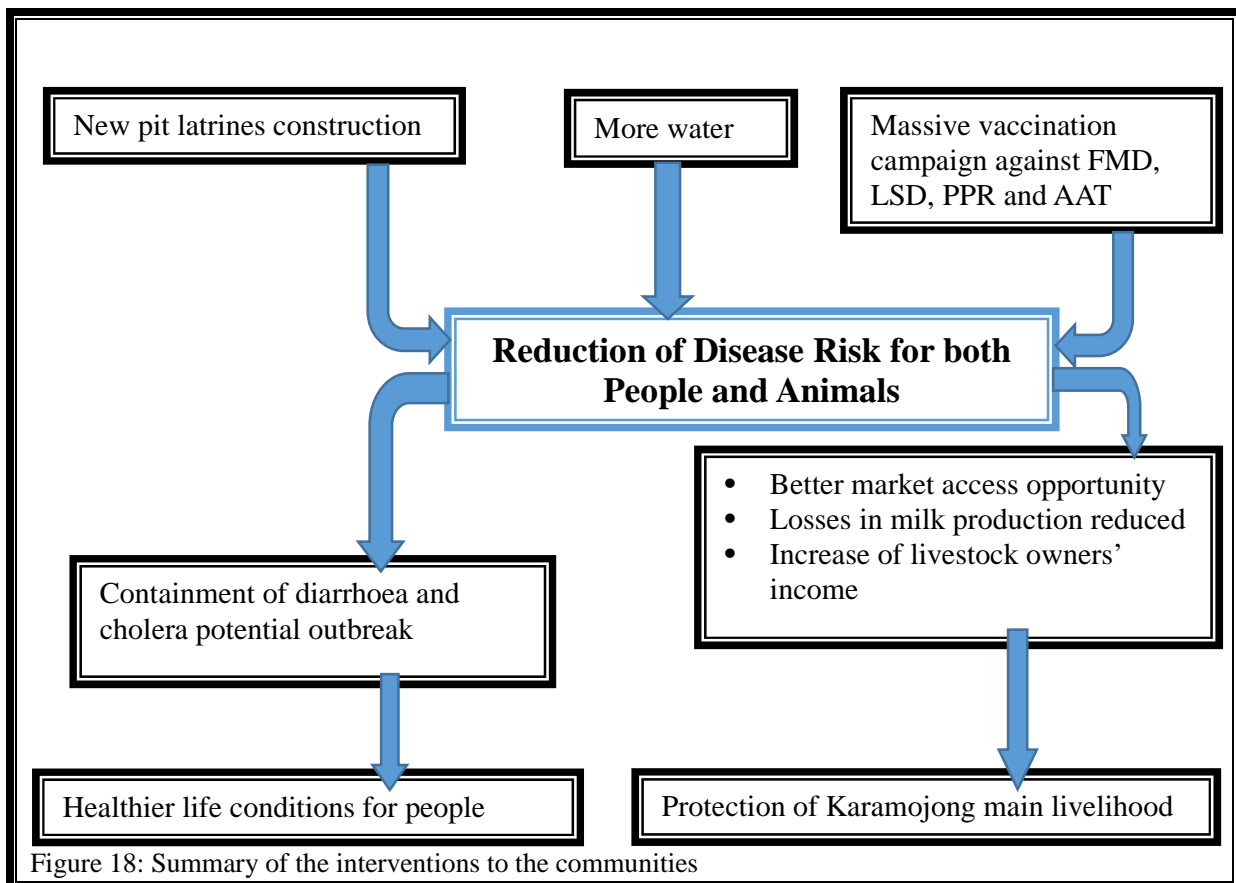 New pit latrines construction
More water
Massive vaccination
campaign against FMD,
LSD, PPR and AAT
Reduction of Disease Risk for both
People and Animals
• Better market access opportunity
• Losses in milk production reduced
• Increase of livestock owners’
income
Containment of diarrhoea and
cholera potential outbreak
Healthier life conditions for people
Protection of Karamojong main livelihood
Figure 18: Summary of the interventions to the communities